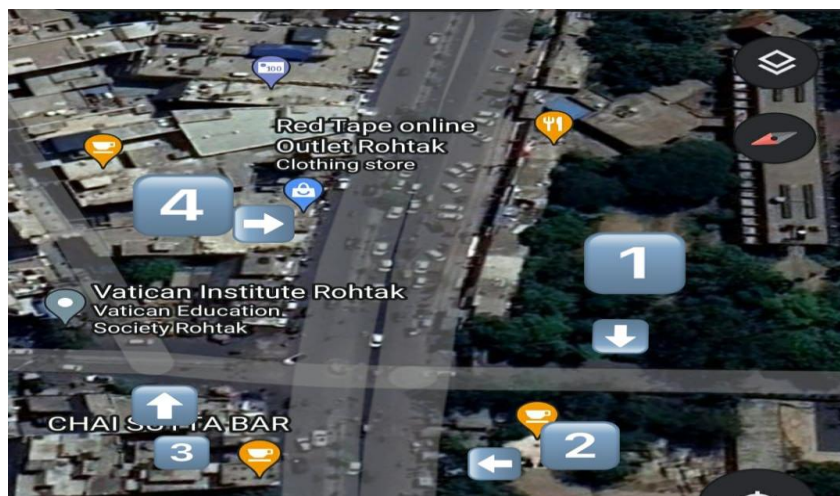 100
Red Tape online
Outlet Rohtak
Clothing store
4
1
Vatican Institute Rohtak
Vatican Education
Society Rohtak
CHAI SUTTA BAR
3
2